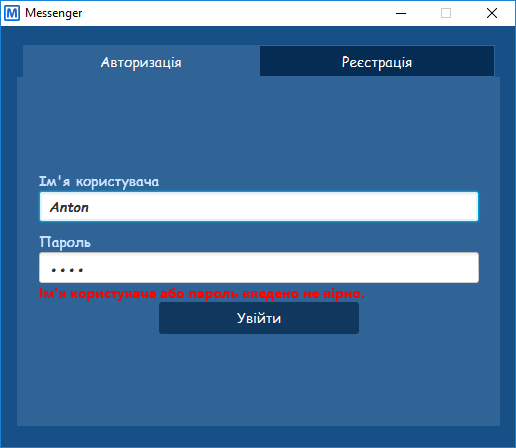 M Messenger
Авторизація
Реєстрація
Ім'я користувача
Anton
Пароль
••••
Ім'я користувача або пароль введено не вірно.
Увійти